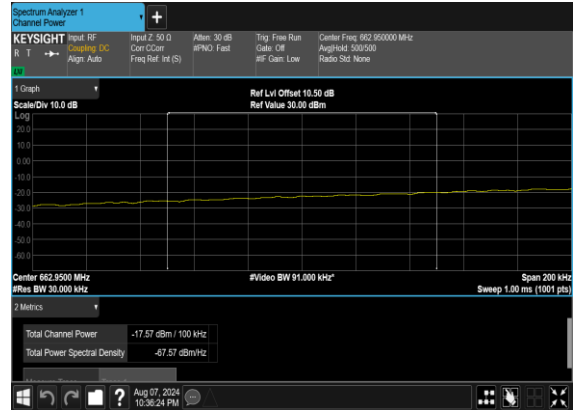 Spectrum Analyzer 1
Channel Power
KEYSIGHT
R T
LM
Input: RF
Coupling: DC
Align: Auto
Input Z: 50 Ω
Corr CCorr
Freq Ref: Int (S)
Atten: 30 dB
#PNO: Fast
Trig: Free Run
Gate: Off
#IF Gain: Low
Center Freq: 662.950000 MHz
Avg|Hold: 500/500
Radio Std: None
1 Graph
Scale/Div 10.0 dB
Ref Lvl Offset 10.50 dB
Ref Value 30.00 dBm
Log
20.0
10.0
0.00
-10.0
-20.0
-30.0
-40.0
-50.0
-60.0
Center 662.9500 MHz
#Res BW 30.000 kHz
#Video BW 91.000 kHz*
Span 200 kHz
Sweep 1.00 ms (1001 pts)
2 Metrics
Total Channel Power -17.57 dBm / 100 kHz
Total Power Spectral Density -67.57 dBm/Hz
?
Aug 07, 2024
10:36:24 PM